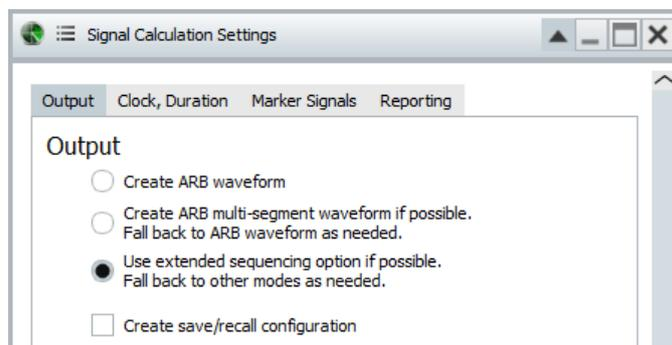 Signal Calculation Settings
Output Clock, Duration Marker Signals Reporting
Output
Create ARB waveform
Create ARB multi-segment waveform if possible.
Fall back to ARB waveform as needed.
Use extended sequencing option if possible.
Fall back to other modes as needed.
Create save/recall configuration